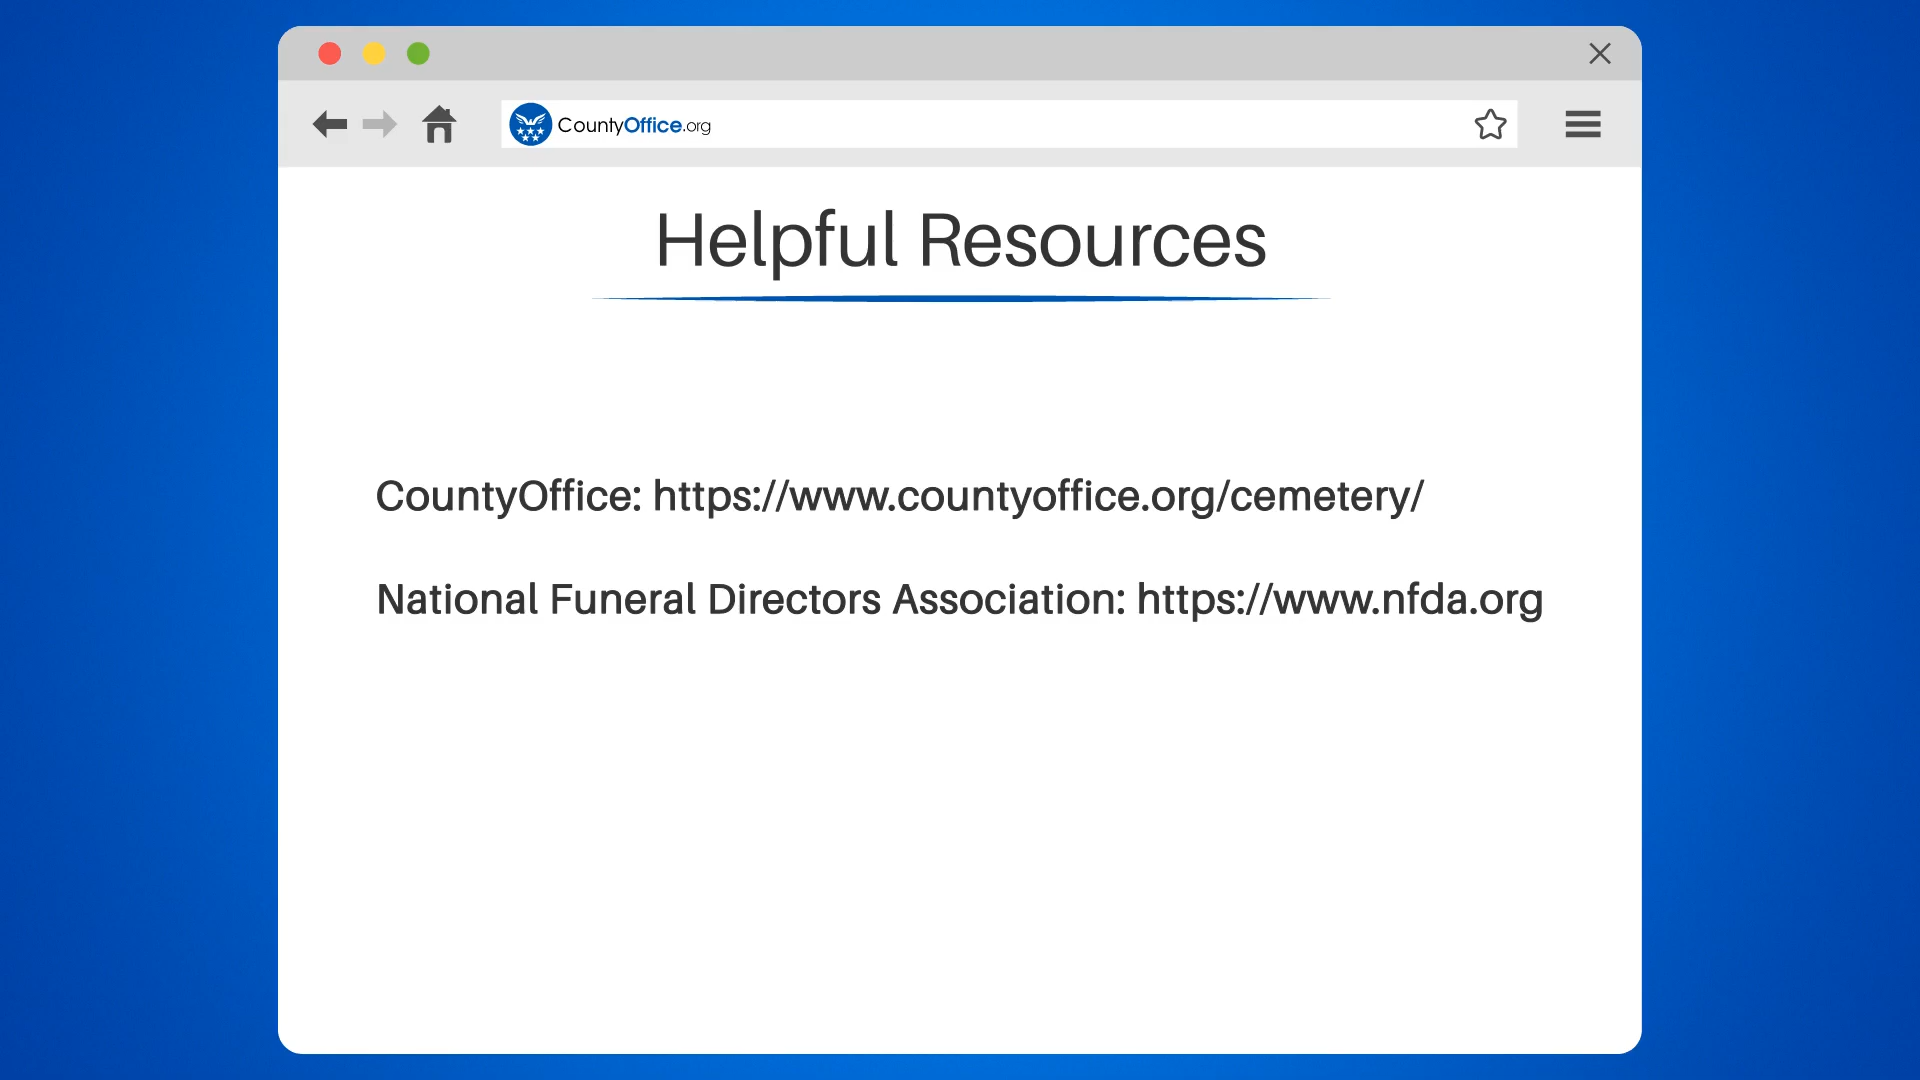 CountyOffice.org
Helpful Resources
CountyOffice: https://www.countyoffice.org/cemetery/
National Funeral Directors Association: https://www.nfda.org